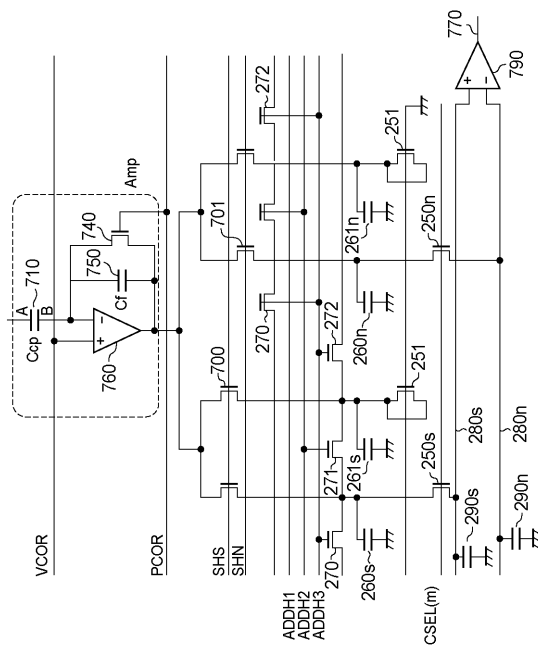 VCOR
PCOR
SHS
SHN
ADDH1
ADDH2
ADDH3
CSEL(m)
A
B
Ccp
710
Amp
740
750
Cf
760
700
701
272
270
272
270
271
260s
261s
260n
261n
251
251
250s
250n
280s
280n
290s
290n
770
790
+
−
+
−